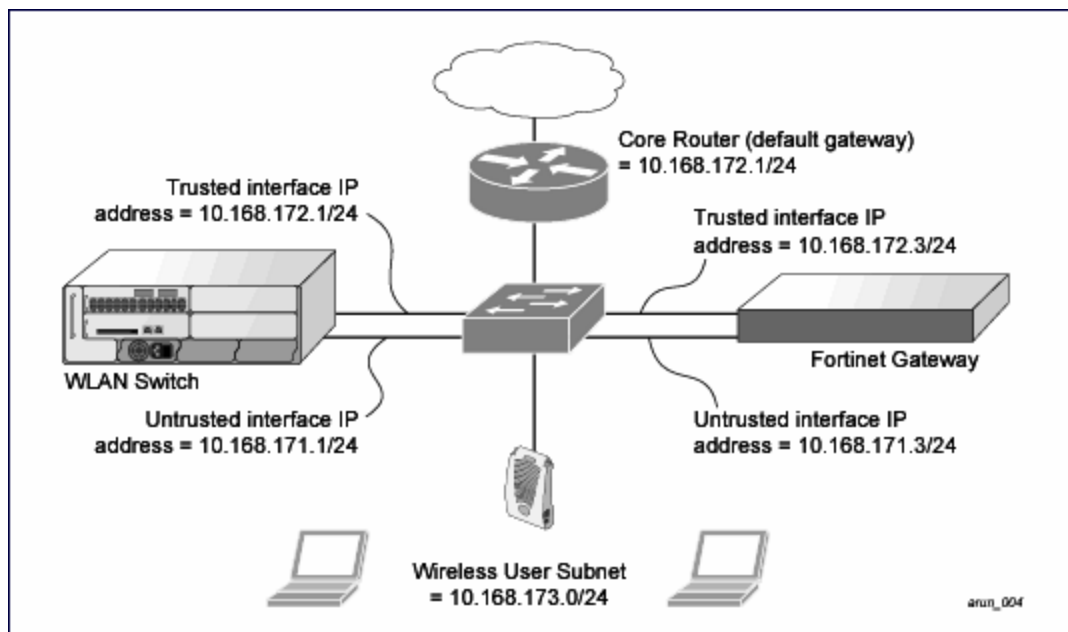 Core Router (default gateway)
= 10.168.172.1/24
Trusted interface IP
address = 10.168.172.1/24
Trusted interface IP
address = 10.168.172.3/24
WLAN Switch
Fortinet Gateway
Untrusted interface IP
address = 10.168.171.1/24
Untrusted interface IP
address = 10.168.171.3/24
Wireless User Subnet
= 10.168.173.0/24
arun_004